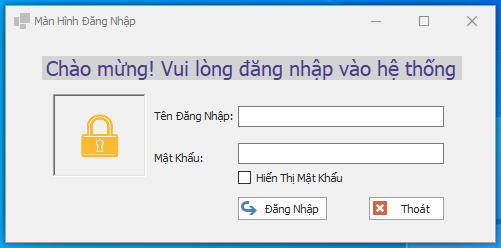 Màn Hình Đăng Nhập
Chào mừng! Vui lòng đăng nhập vào hệ thống
Tên Đăng Nhập:
Mật Khẩu:
Hiển Thị Mật Khẩu
Đăng Nhập
Thoát